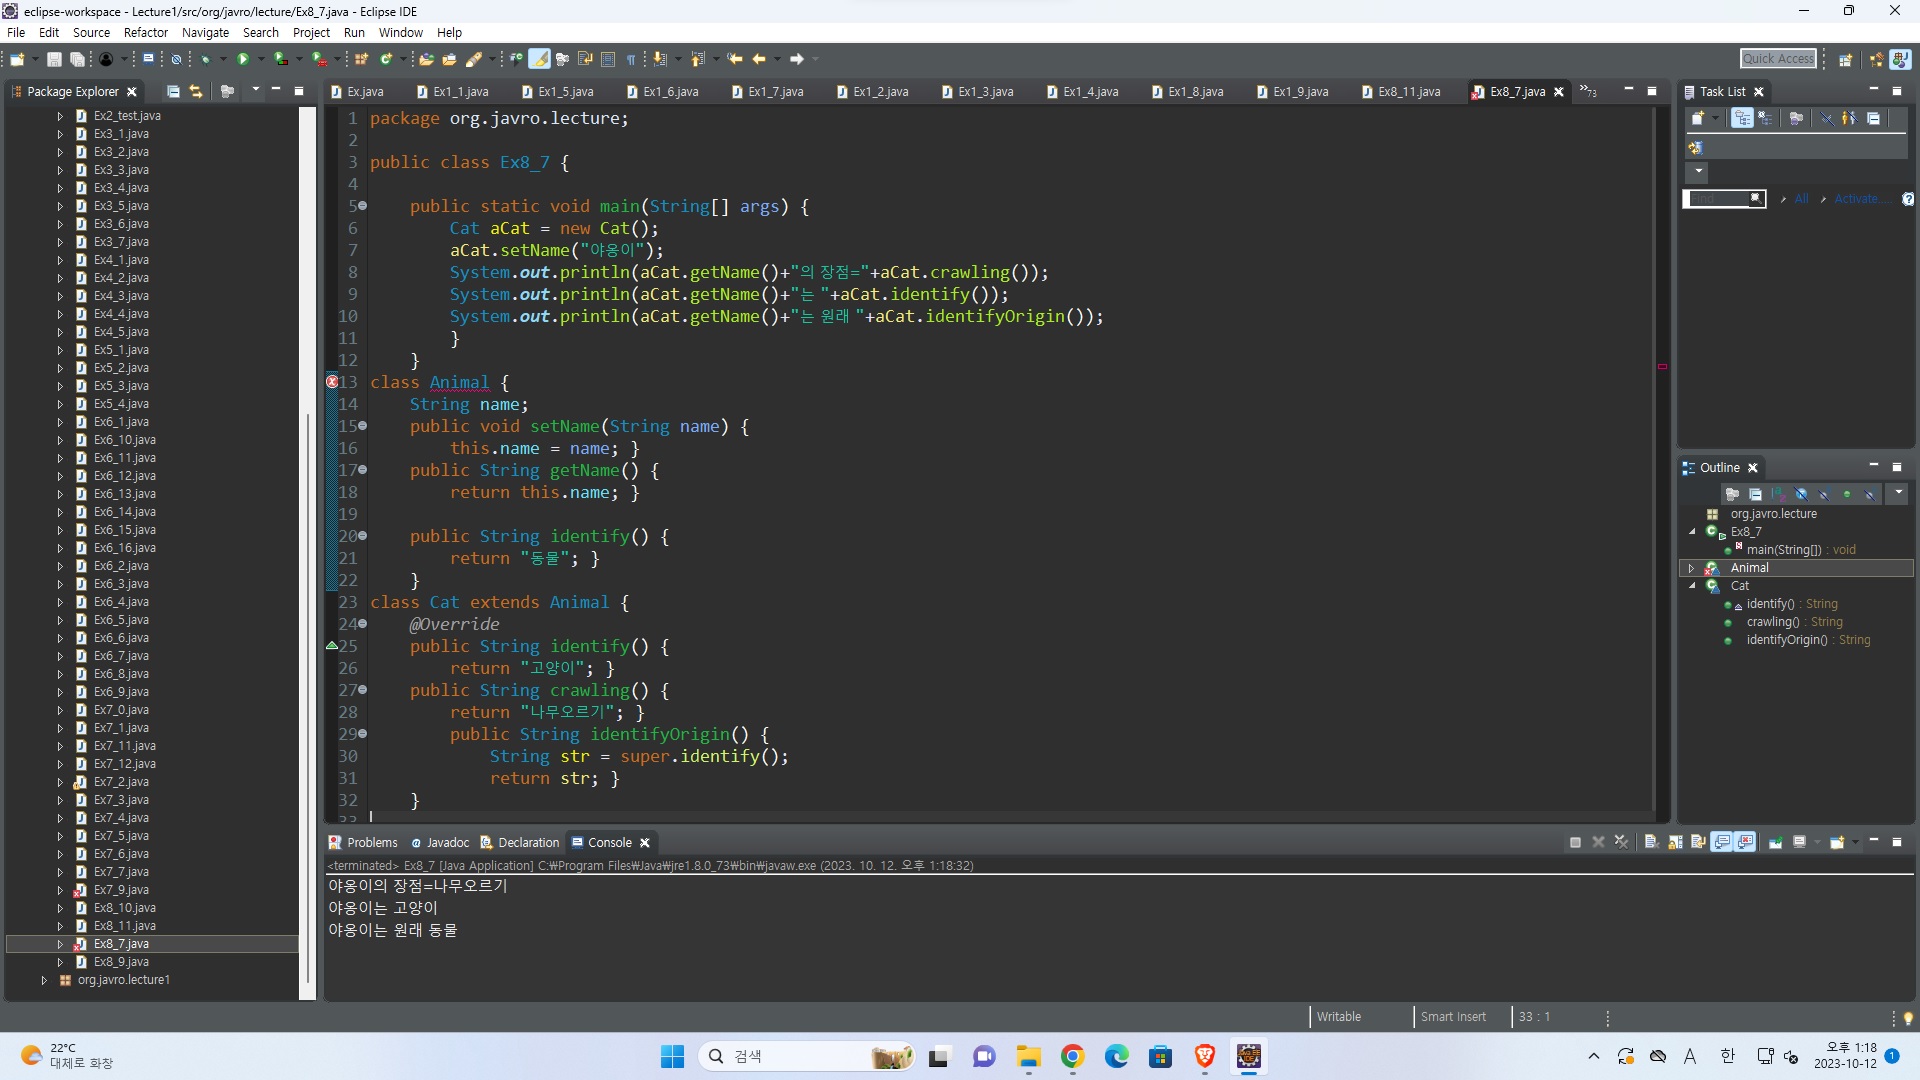 eclipse-workspace - Lecture1/src/org/javro/lecture/Ex8_7.java - Eclipse IDE
File Edit Source Refactor Navigate Search Project Run Window Help
Quick Access
Package Explorer
Ex2_test.java
Ex3_1.java
Ex3_2.java
Ex3_3.java
Ex3_4.java
Ex3_5.java
Ex3_6.java
Ex3_7.java
Ex4_1.java
Ex4_2.java
Ex4_3.java
Ex4_4.java
Ex4_5.java
Ex5_1.java
Ex5_2.java
Ex5_3.java
Ex5_4.java
Ex6_1.java
Ex6_10.java
Ex6_11.java
Ex6_12.java
Ex6_13.java
Ex6_14.java
Ex6_15.java
Ex6_16.java
Ex6_2.java
Ex6_3.java
Ex6_4.java
Ex6_5.java
Ex6_6.java
Ex6_7.java
Ex6_8.java
Ex6_9.java
Ex7_0.java
Ex7_1.java
Ex7_11.java
Ex7_12.java
Ex7_2.java
Ex7_3.java
Ex7_4.java
Ex7_5.java
Ex7_6.java
Ex7_7.java
Ex7_9.java
Ex8_10.java
Ex8_11.java
Ex8_7.java
Ex8_9.java
org.javro.lecture1
Ex.java Ex1_1.java Ex1_5.java Ex1_6.java Ex1_7.java Ex1_2.java Ex1_3.java Ex1_4.java Ex1_8.java Ex1_9.java Ex8_11.java Ex8_7.java »73
1 package org.javro.lecture;
2
3 public class Ex8_7 {
4
5 public static void main(String[] args) {
6 Cat aCat = new Cat();
7 aCat.setName("야옹이");
8 System.out.println(aCat.getName()+"의 장점="+aCat.crawling());
9 System.out.println(aCat.getName()+"는 "+aCat.identify());
10 System.out.println(aCat.getName()+"는 원래 "+aCat.identifyOrigin());
11 }
12 }
13 class Animal {
14 String name;
15 public void setName(String name) {
16 this.name = name; }
17 public String getName() {
18 return this.name; }
19
20 public String identify() {
21 return "동물"; }
22 }
23 class Cat extends Animal {
24 @Override
25 public String identify() {
26 return "고양이"; }
27 public String crawling() {
28 return "나무오르기"; }
29 public String identifyOrigin() {
30 String str = super.identify();
31 return str; }
32 }
33
Task List
Find All Activate...
Outline
org.javro.lecture
Ex8_7
main(String[]) : void
Animal
Cat
identify() : String
crawling() : String
identifyOrigin() : String
Problems Javadoc Declaration Console
<terminated> Ex8_7 [Java Application] C:₩Program Files₩Java₩jre1.8.0_73₩bin₩javaw.exe (2023. 10. 12. 오후 1:18:32)
야옹이의 장점=나무오르기
야옹이는 고양이
야옹이는 원래 동물
Writable Smart Insert 33 : 1
22°C
대체로 화창
검색
A 한
오후 1:18
2023-10-12
1